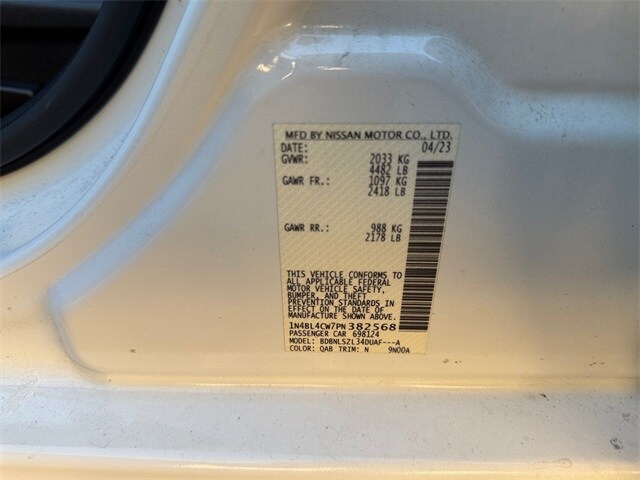 MFD BY NISSAN MOTOR CO., LTD.
DATE: 04/23
GVWR: 2033 KG
4482 LB
GAWR FR.: 1097 KG
2418 LB
GAWR RR.: 988 KG
2178 LB
THIS VEHICLE CONFORMS TO
ALL APPLICABLE FEDERAL
MOTOR VEHICLE SAFETY,
BUMPER, AND THEFT
PREVENTION STANDARDS IN
EFFECT ON THE DATE OF
MANUFACTURE SHOWN ABOVE.
1N4BL4CW7PN382568
PASSENGER CAR 698124
MODEL: BDBNLSZL34DUAF---A
COLOR: QAB TRIM: N 9N00A